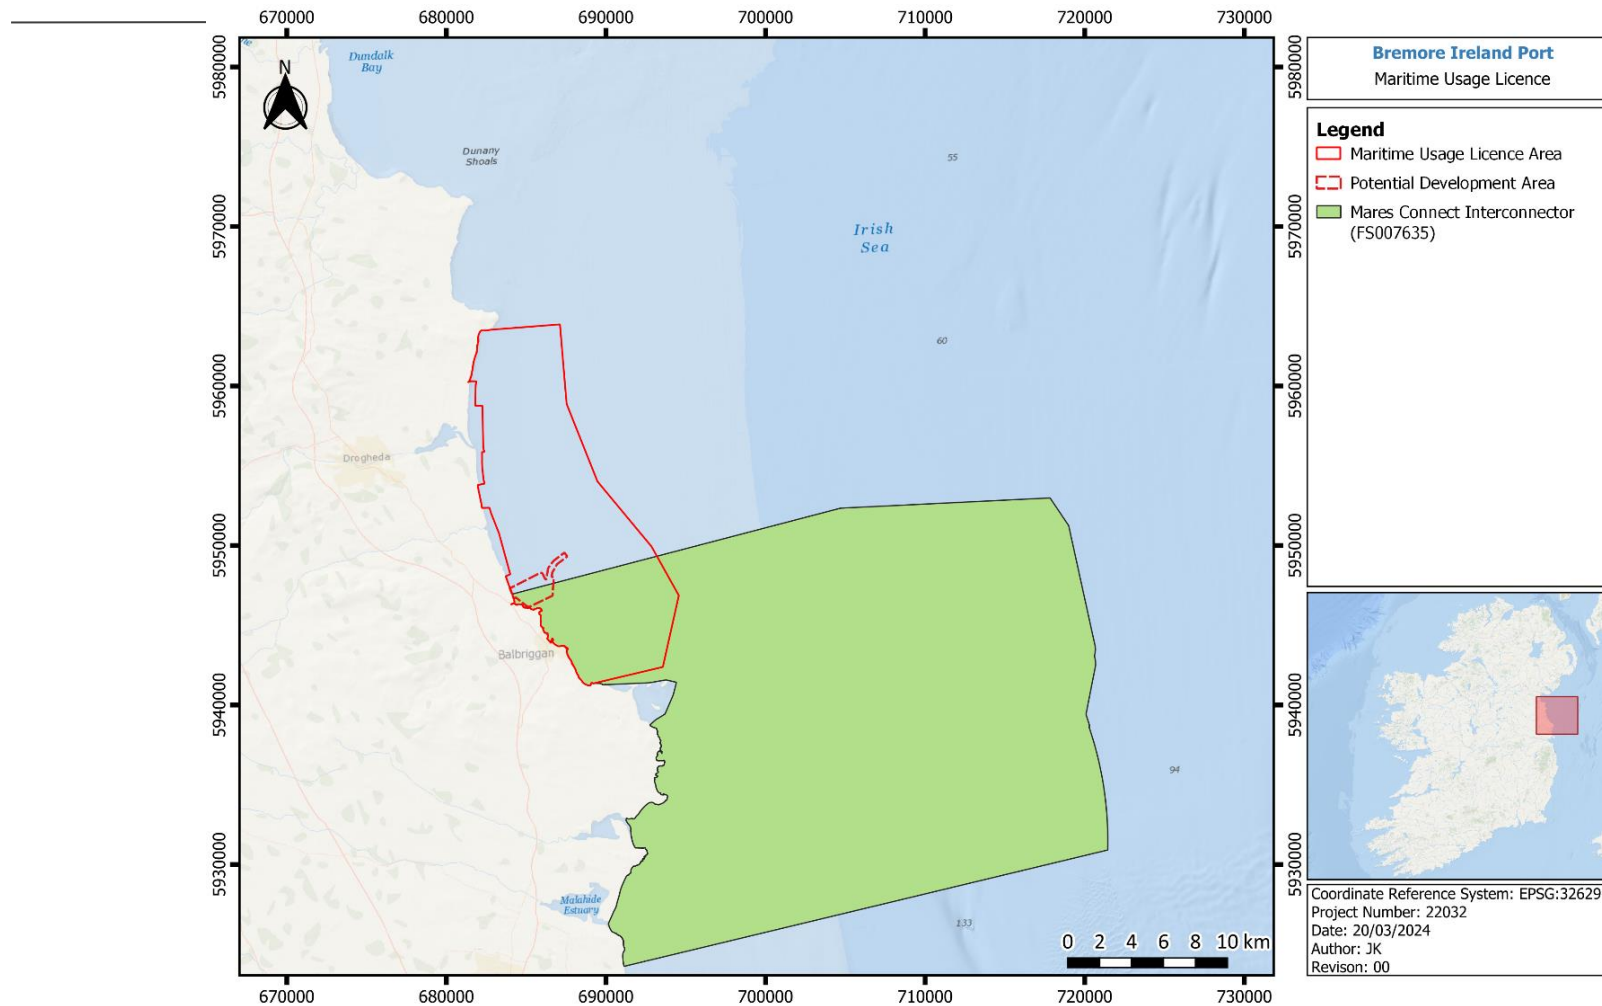 670000 680000 690000 700000 710000 720000 730000
5980000
5970000
5960000
5950000
5940000
5930000
N
Dundalk
Bay
Dunany
Shoals
55
Irish
Sea
60
Drogheda
Balbriggan
94
Malahide
Estuary
133
0 2 4 6 8 10 km
5980000
5970000
5960000
5950000
5940000
5930000
670000 680000 690000 700000 710000 720000 730000
Bremore Ireland Port
Maritime Usage Licence
Legend
Maritime Usage Licence Area
Potential Development Area
Mares Connect Interconnector
(FS007635)
Coordinate Reference System: EPSG:32629
Project Number: 22032
Date: 20/03/2024
Author: JK
Revison: 00